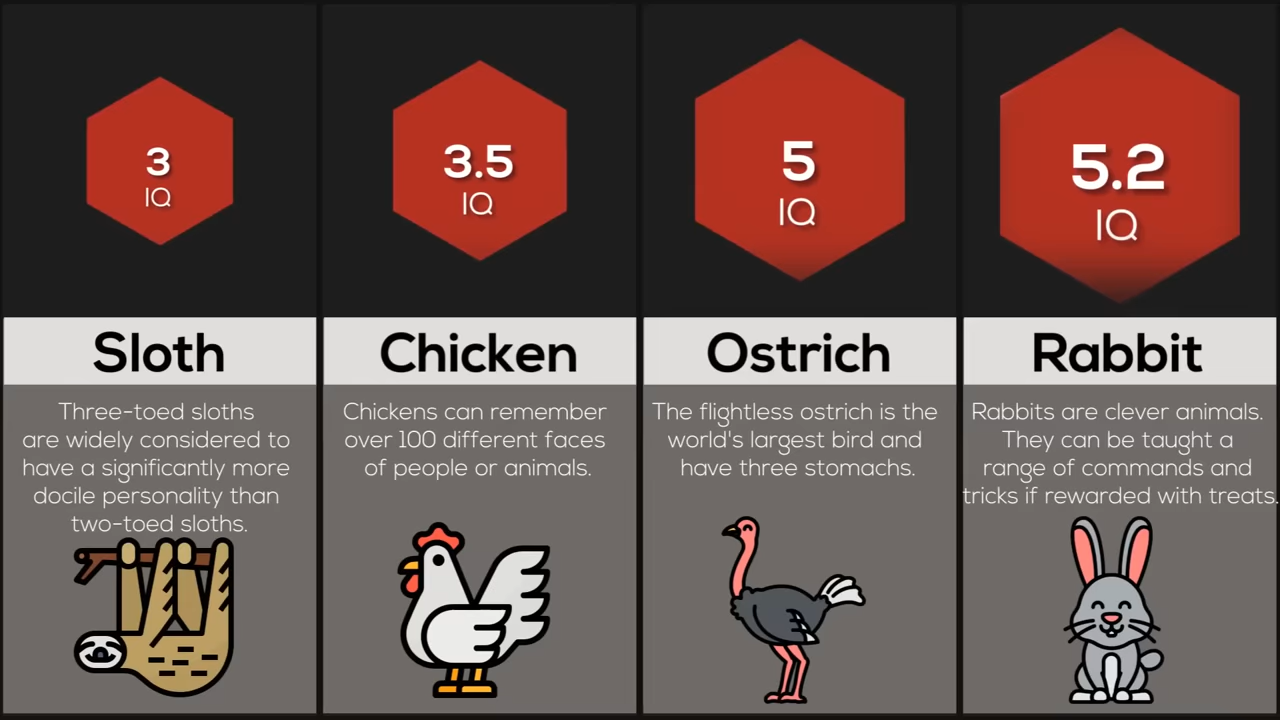 3
IQ
Sloth
Three-toed sloths
are widely considered to
have a significantly more
docile personality than
two-toed sloths.
3.5
IQ
Chicken
Chickens can remember
over 100 different faces
of people or animals.
5
IQ
Ostrich
The flightless ostrich is the
world's largest bird and
have three stomachs.
5.2
IQ
Rabbit
Rabbits are clever animals.
They can be taught a
range of commands and
tricks if rewarded with treats.